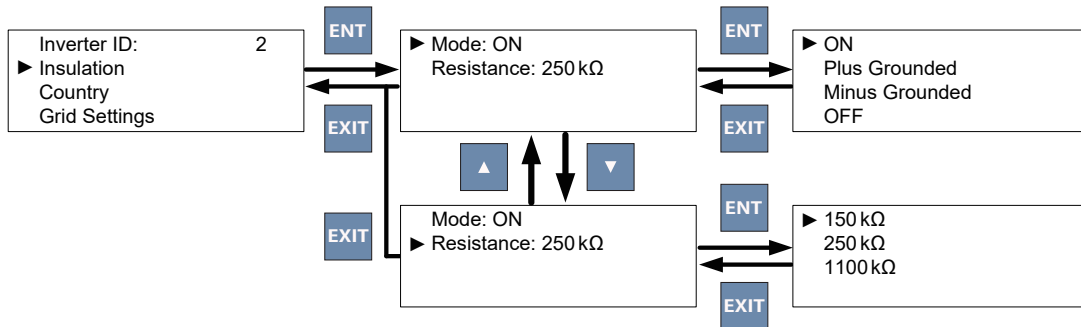 ENT
ENT
Inverter ID: 2
► Insulation
Country
Grid Settings
► Mode: ON
Resistance: 250 kΩ
► ON
Plus Grounded
Minus Grounded
OFF
EXIT
EXIT
▲
▼
ENT
EXIT
Mode: ON
► Resistance: 250 kΩ
► 150 kΩ
250 kΩ
1100 kΩ
EXIT